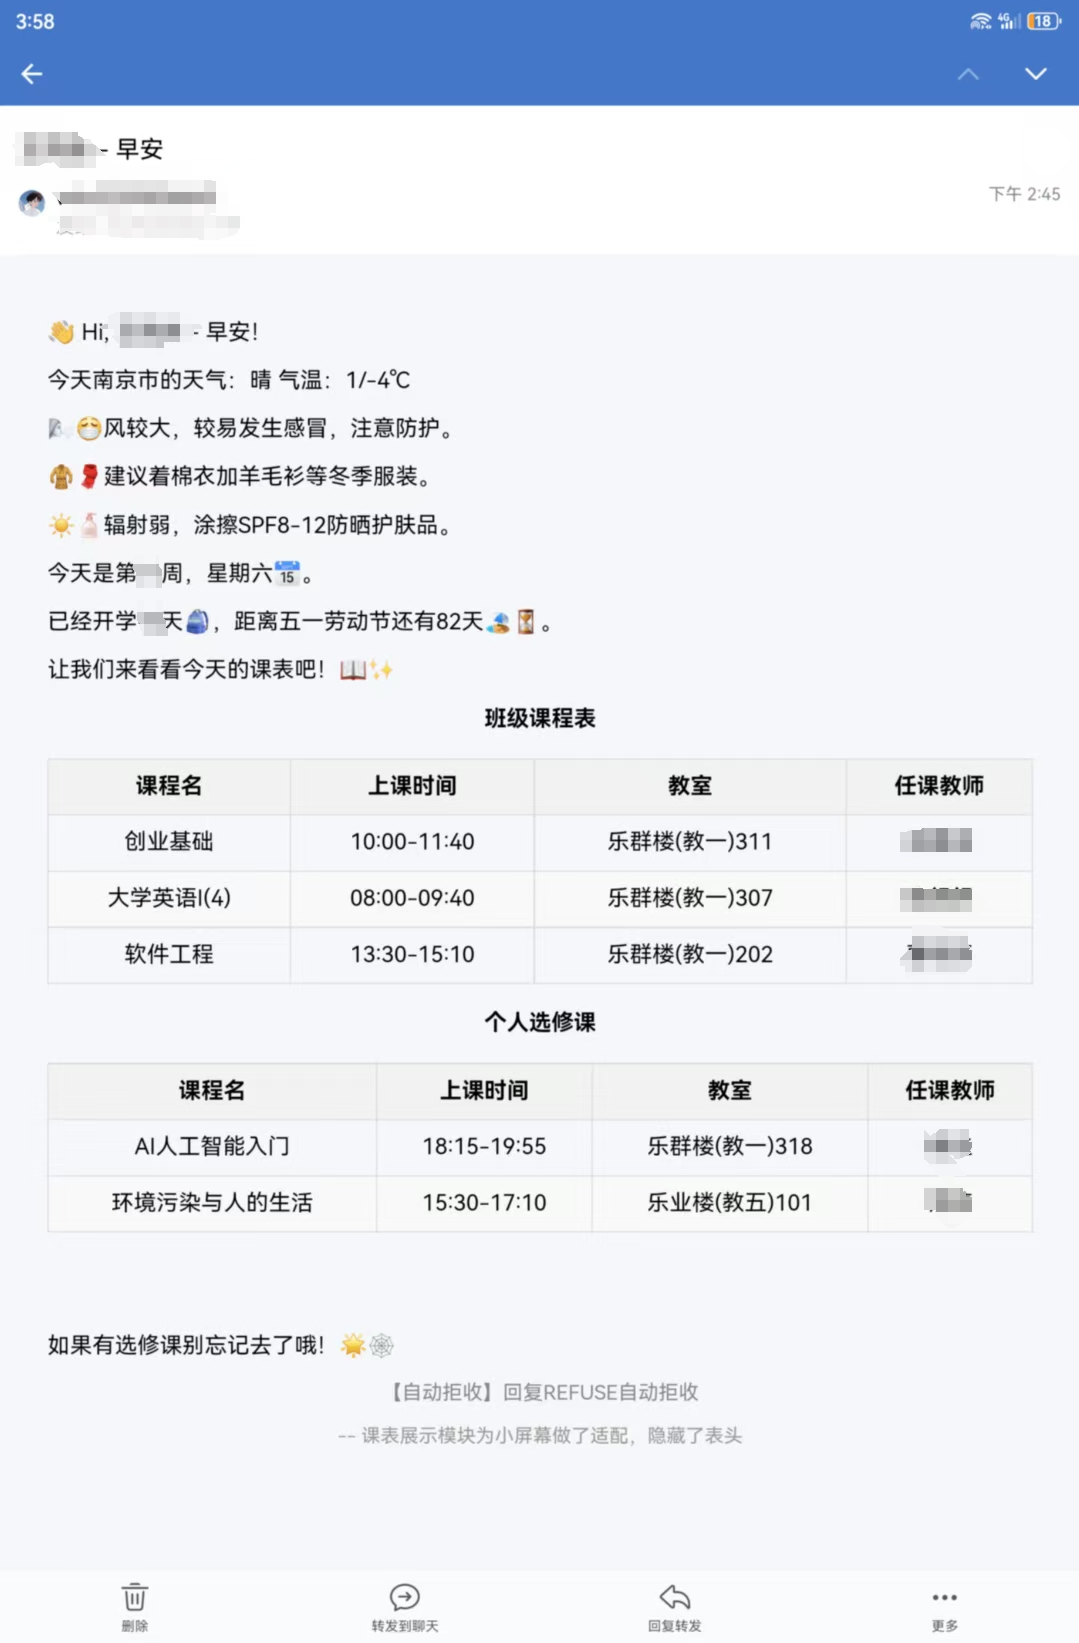 3:58
4G
18
- 早安
下午 2:45
👋 Hi, - 早安！
今天南京市的天气：晴 气温：1/-4℃
🌬️😷风较大，较易发生感冒，注意防护。
🧥🧣建议着棉衣加羊毛衫等冬季服装。
☀️🧴辐射弱，涂擦SPF8-12防晒护肤品。
今天是第周，星期六📅15。
已经开学天🎒，距离五一劳动节还有82天🏖️⏳。
让我们来看看今天的课表吧！📖✨
班级课程表
课程名 上课时间 教室 任课教师
创业基础 10:00-11:40 乐群楼(教一)311
大学英语I(4) 08:00-09:40 乐群楼(教一)307
软件工程 13:30-15:10 乐群楼(教一)202
个人选修课
课程名 上课时间 教室 任课教师
AI人工智能入门 18:15-19:55 乐群楼(教一)318
环境污染与人的生活 15:30-17:10 乐业楼(教五)101
如果有选修课别忘记去了哦！🌟🕸️
【自动拒收】回复REFUSE自动拒收
-- 课表展示模块为小屏幕做了适配，隐藏了表头
删除 转发到聊天 回复转发 更多